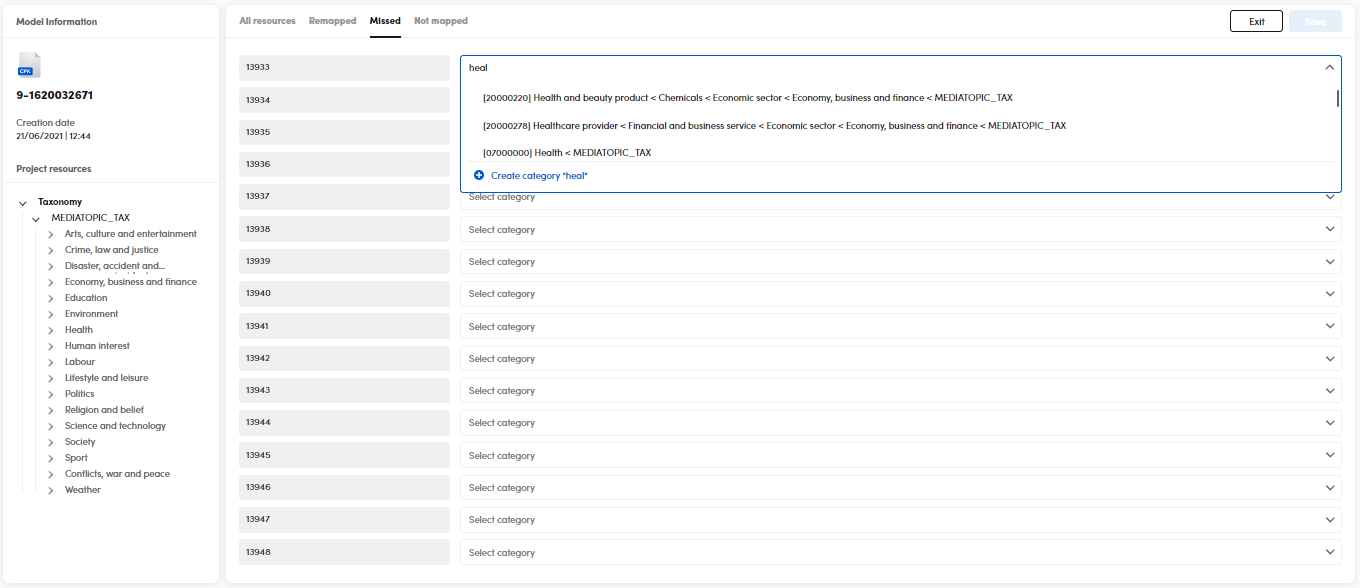 Model Information
CPK
9-1620032671
Creation date
21/06/2021 | 12:44
Project resources
Taxonomy
MEDIATOPIC_TAX
Arts, culture and entertainment
Crime, law and justice
Disaster, accident and...
Economy, business and finance
Education
Environment
Health
Human interest
Labour
Lifestyle and leisure
Politics
Religion and belief
Science and technology
Society
Sport
Conflicts, war and peace
Weather
All resources Remapped Missed Not mapped
Exit Save
13933 heal
[20000220] Health and beauty product < Chemicals < Economic sector < Economy, business and finance < MEDIATOPIC_TAX
13934
[20000278] Healthcare provider < Financial and business service < Economic sector < Economy, business and finance < MEDIATOPIC_TAX
13935
[07000000] Health < MEDIATOPIC_TAX
13936
Create category "heal"
13937 Select category
13938 Select category
13939 Select category
13940 Select category
13941 Select category
13942 Select category
13943 Select category
13944 Select category
13945 Select category
13946 Select category
13947 Select category
13948 Select category